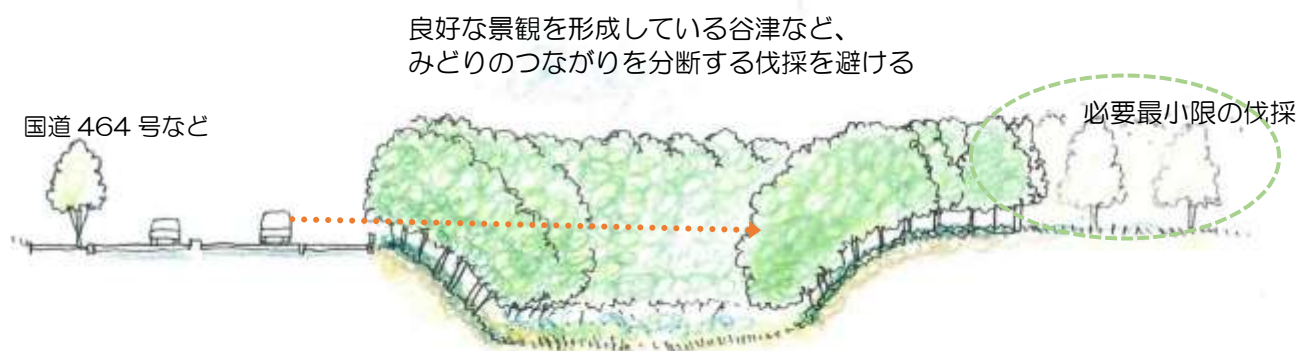 良好な景観を形成している谷津など、
みどりのつながりを分断する伐採を避ける
国道 464 号など
必要最小限の伐採